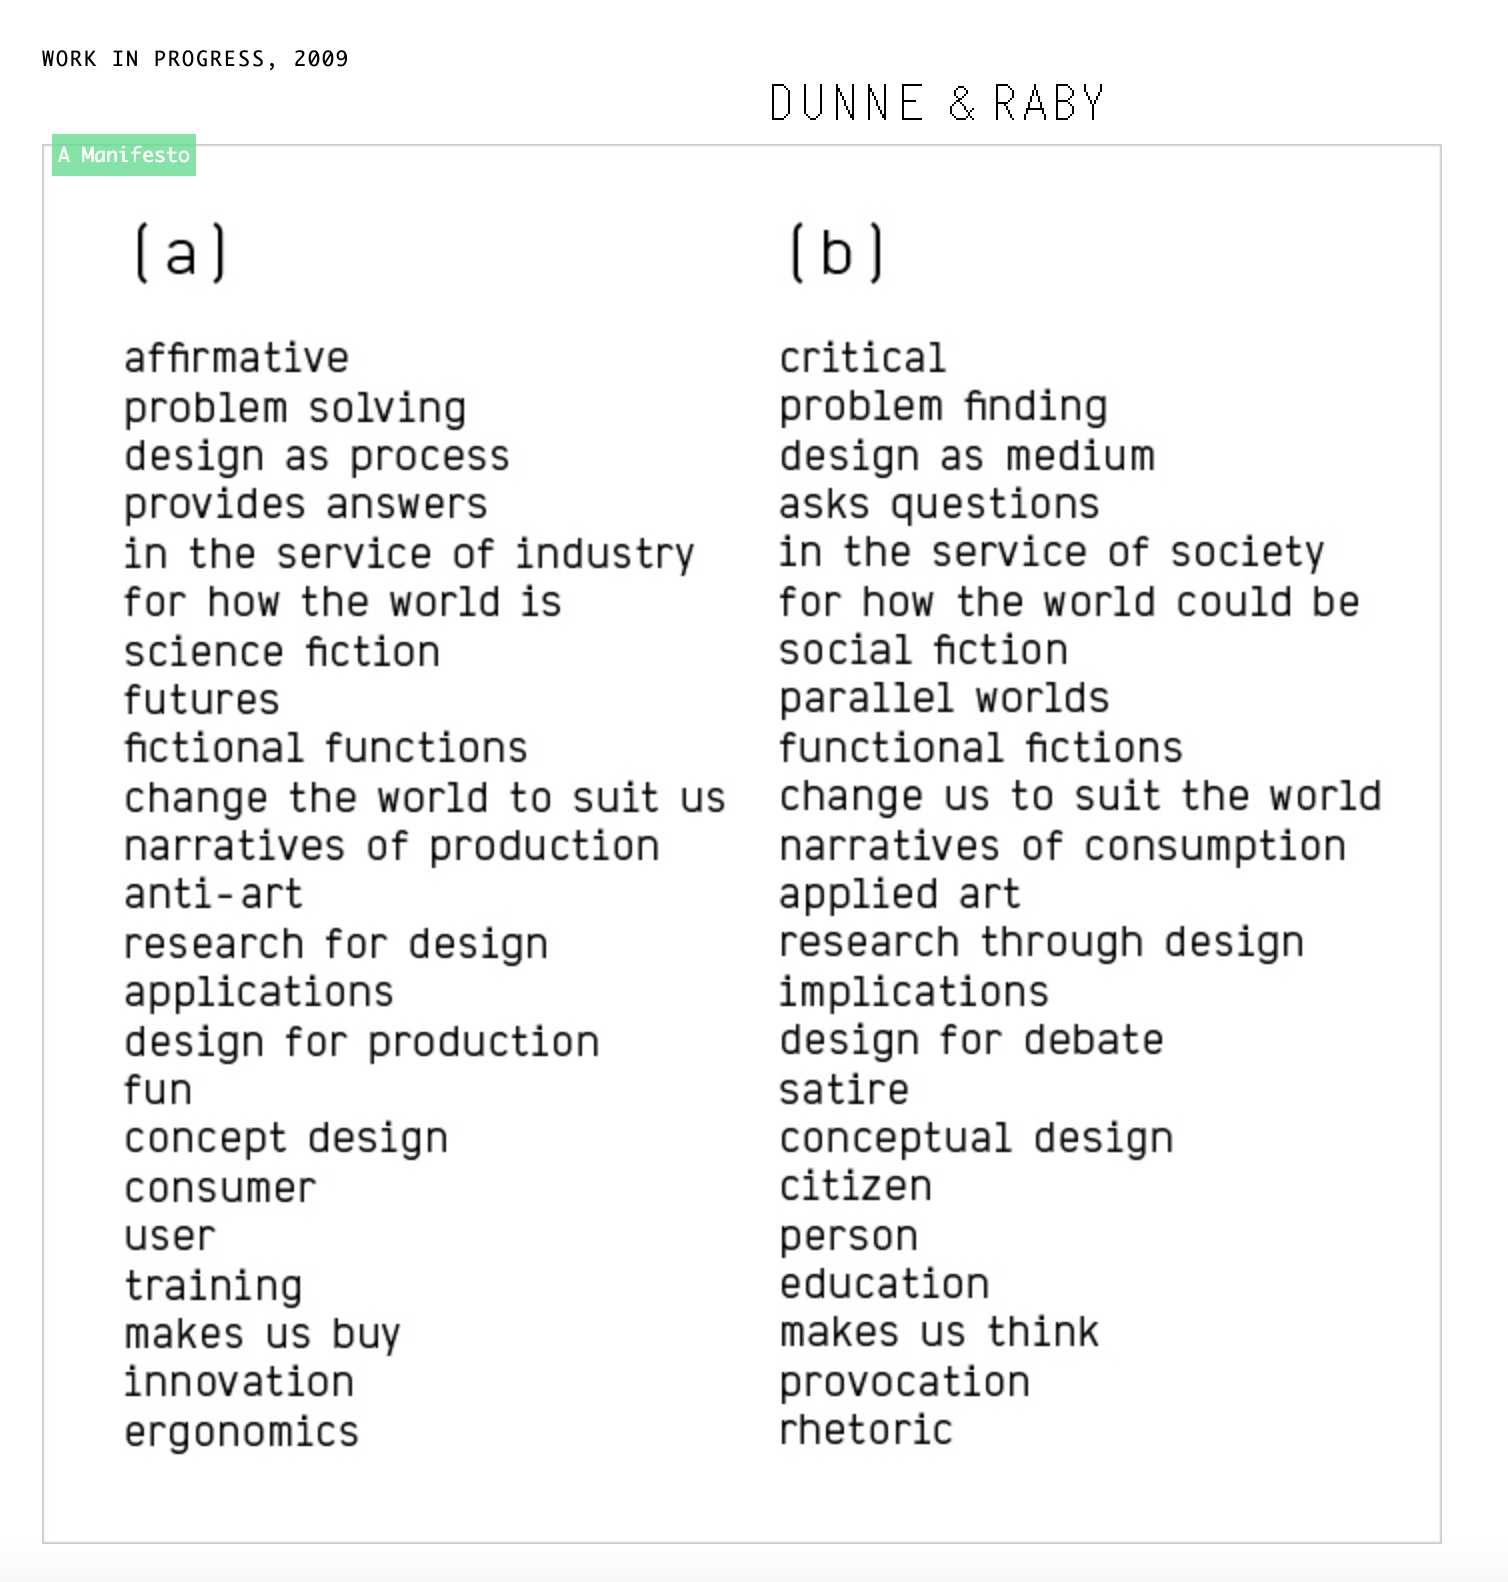 WORK IN PROGRESS, 2009
DUNNE & RABY
A Manifesto
(a)
affirmative
problem solving
design as process
provides answers
in the service of industry
for how the world is
science fiction
futures
fictional functions
change the world to suit us
narratives of production
anti-art
research for design
applications
design for production
fun
concept design
consumer
user
training
makes us buy
innovation
ergonomics
(b)
critical
problem finding
design as medium
asks questions
in the service of society
for how the world could be
social fiction
parallel worlds
functional fictions
change us to suit the world
narratives of consumption
applied art
research through design
implications
design for debate
satire
conceptual design
citizen
person
education
makes us think
provocation
rhetoric